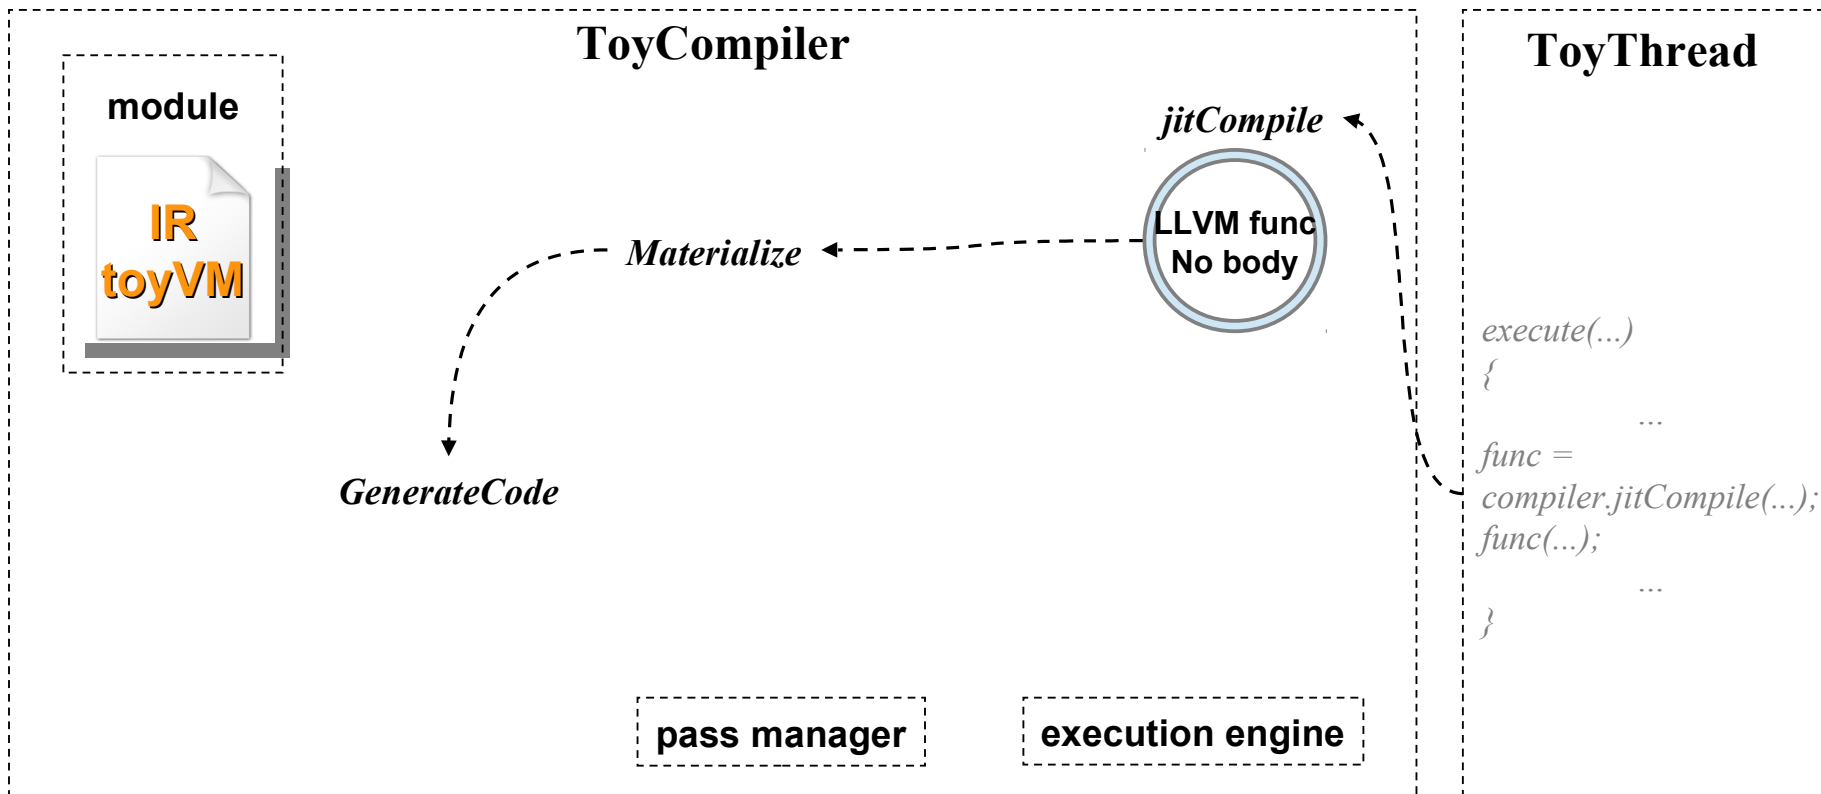 ToyCompiler
ToyThread
module
IR
toyVM
jitCompile
LLVM func
No body
Materialize
GenerateCode
execute(...)
{
...
func =
compiler.jitCompile(...);
func(...);
...
}
pass manager
execution engine